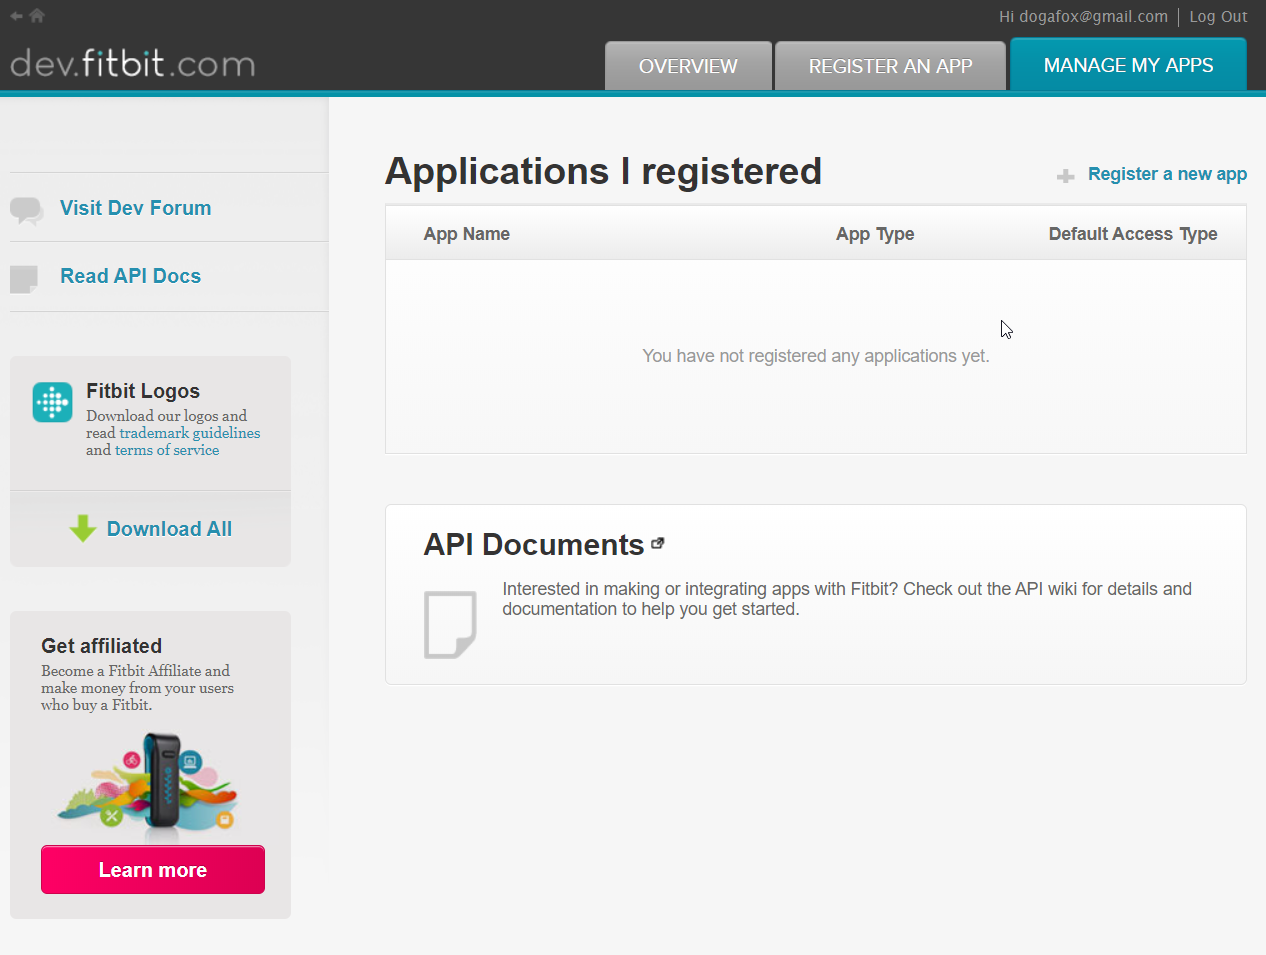 Hi dogafox@gmail.com | Log Out
dev.fitbit.com
OVERVIEW
REGISTER AN APP
MANAGE MY APPS
Visit Dev Forum
Read API Docs
Fitbit Logos
Download our logos and
read trademark guidelines
and terms of service
Download All
Get affiliated
Become a Fitbit Affiliate and
make money from your users
who buy a Fitbit.
Learn more
Applications I registered
Register a new app
App Name
App Type
Default Access Type
You have not registered any applications yet.
API Documents
Interested in making or integrating apps with Fitbit? Check out the API wiki for details and
documentation to help you get started.